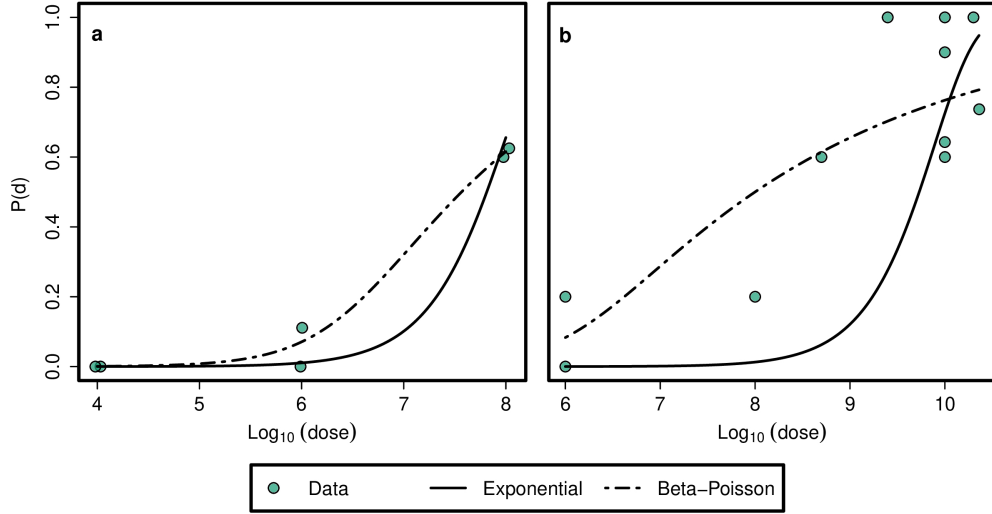 a
b
P(d)
0.0
0.2
0.4
0.6
0.8
1.0
4 5 6 7 8
6 7 8 9 10
Log10 (dose)
Log10 (dose)
Data Exponential Beta−Poisson